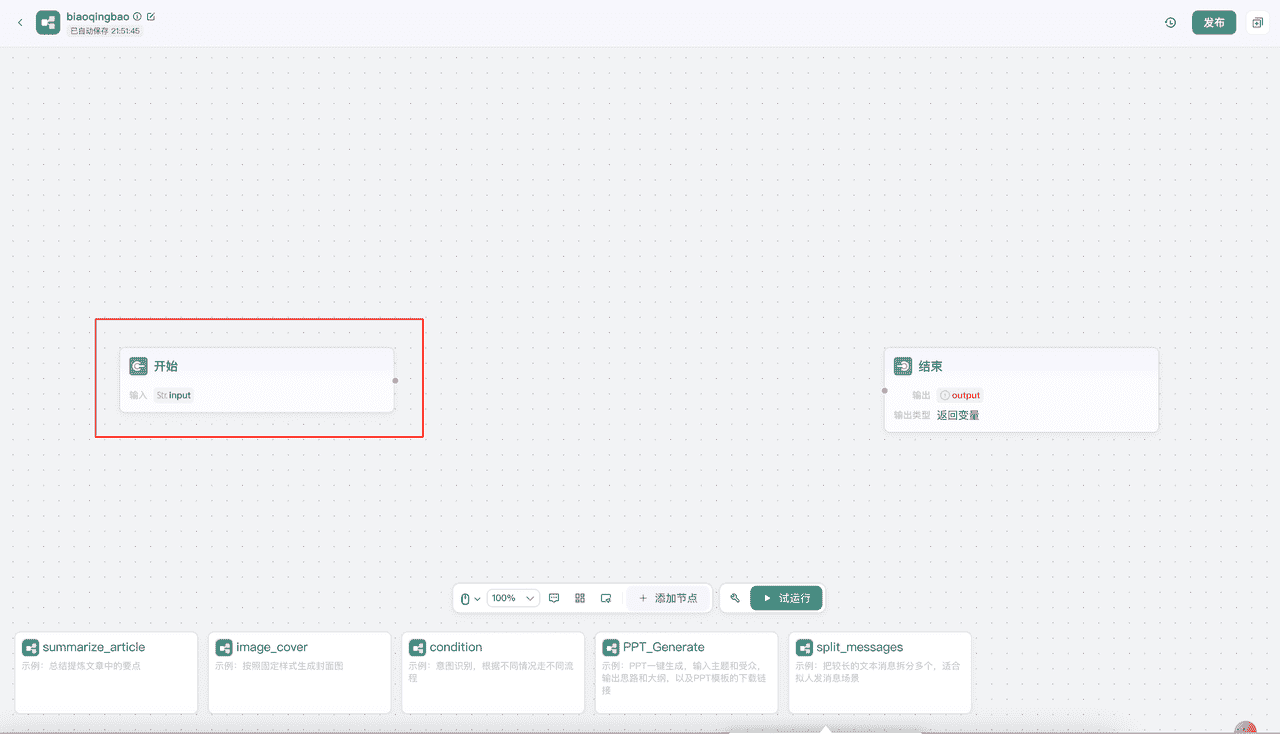 biaoqingbao
已自动保存 21:51:45
发布
开始
输入 Str. input
结束
输出 output
输出类型 返回变量
100%
添加节点
试运行
summarize_article
示例：总结提炼文章中的要点
image_cover
示例：按照固定样式生成封面图
condition
示例：意图识别，根据不同情况走不同流
程
PPT_Generate
示例：PPT一键生成，输入主题和受众，
输出思路和大纲，以及PPT模板的下载链
接
split_messages
示例：把较长的文本消息拆分多个，适合
拟人发消息场景